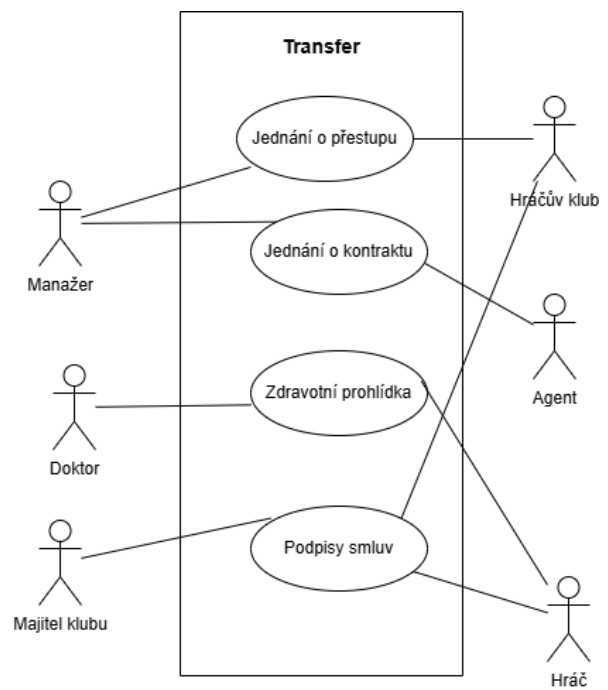 Transfer
Jednání o přestupu
Hráčův klub
Jednání o kontraktu
Manažer
Zdravotní prohlídka
Agent
Doktor
Podpisy smluv
Majitel klubu
Hráč